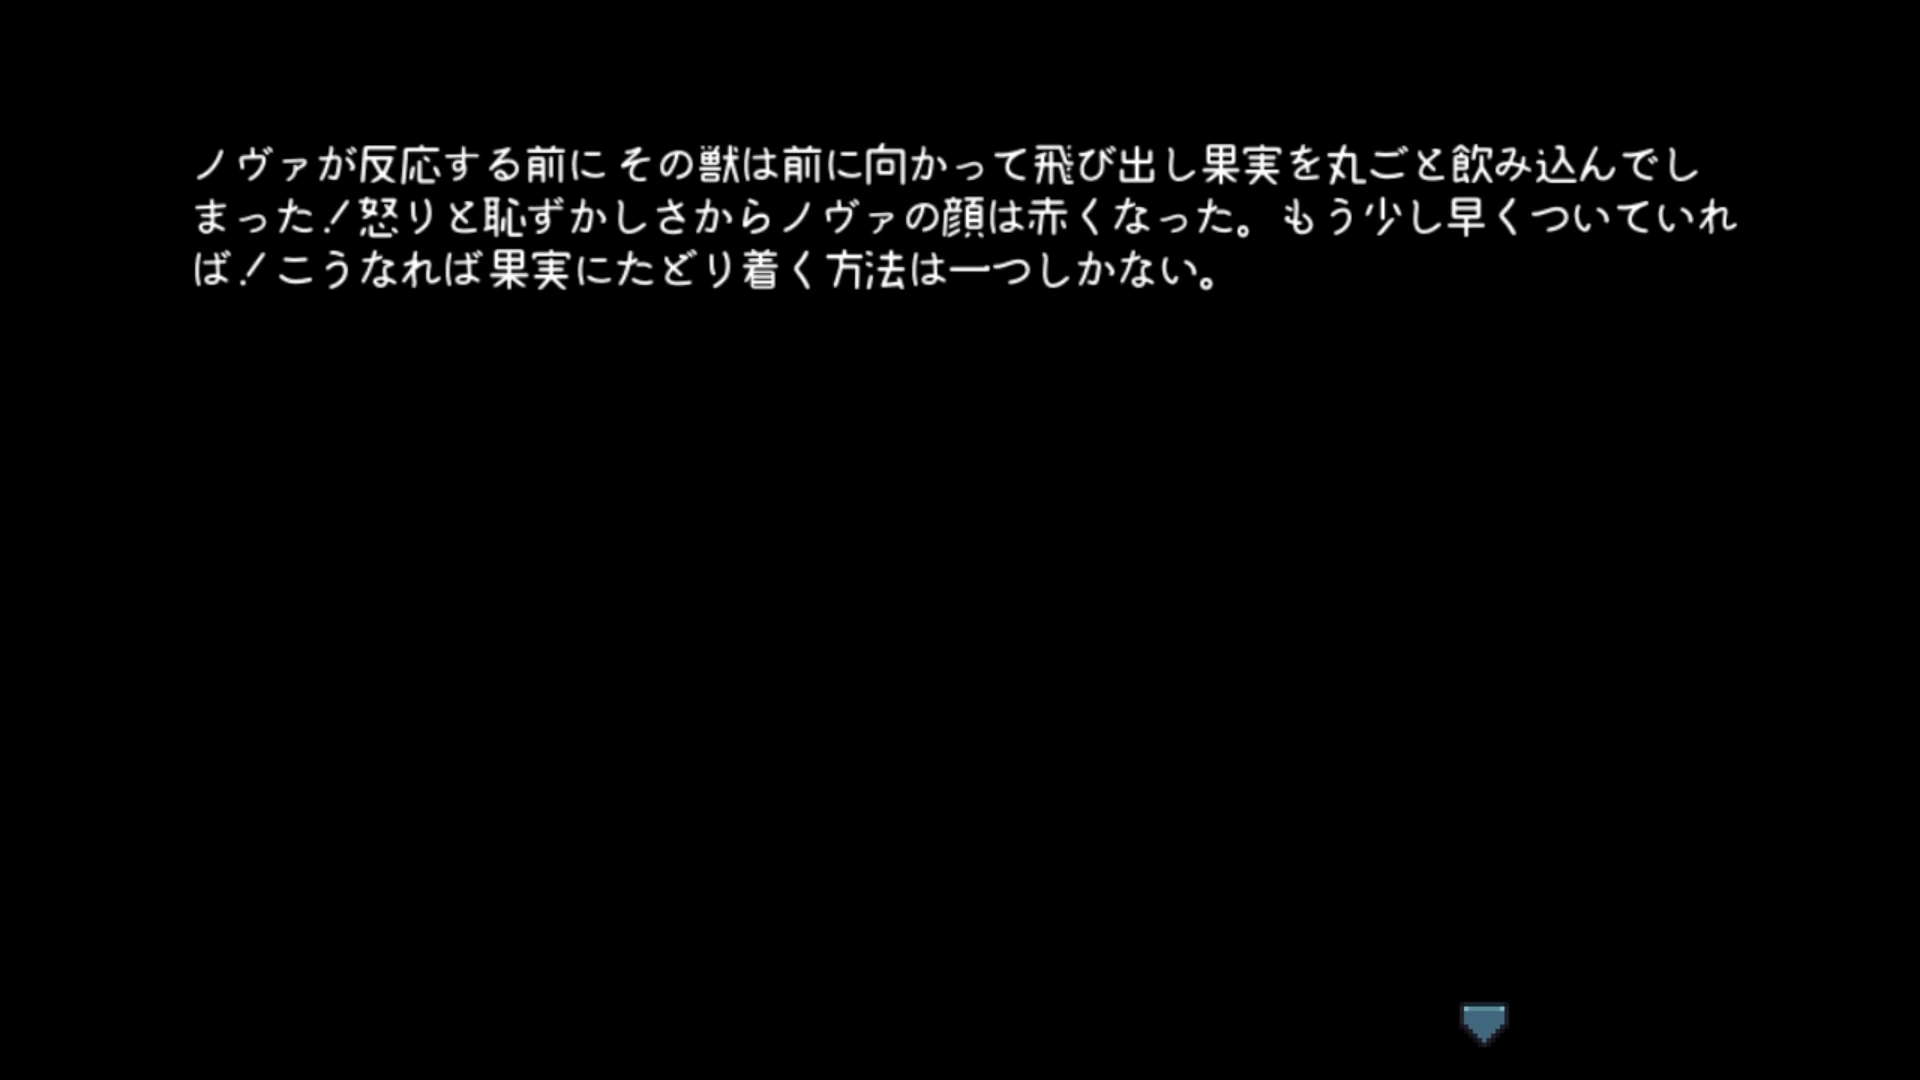 ノヴァが反応する前に その獣は前に向かって飛び出し果実を丸ごと飲み込んでし
まった！怒りと恥ずかしさからノヴァの顔は赤くなった。もう少し早くついていれ
ば！こうなれば果実にたどり着く方法は一つしかない。